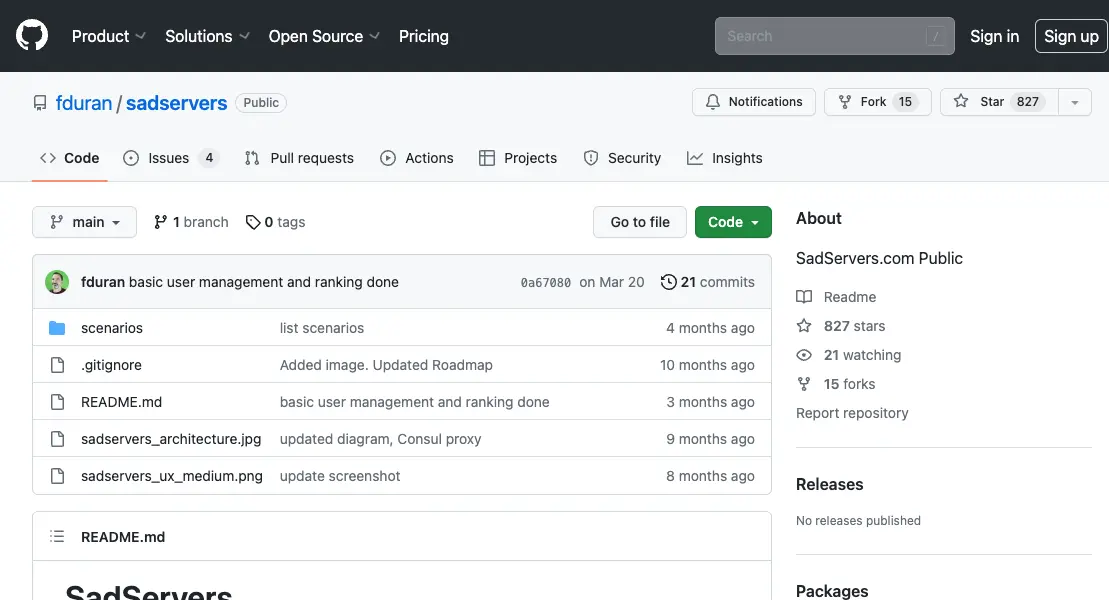 Product Solutions Open Source Pricing Search / Sign in Sign up
fduran / sadservers Public Notifications Fork 15 Star 827
Code Issues 4 Pull requests Actions Projects Security Insights
main 1 branch 0 tags Go to file Code
fduran basic user management and ranking done 0a67080 on Mar 20 21 commits
scenarios list scenarios 4 months ago
.gitignore Added image. Updated Roadmap 10 months ago
README.md basic user management and ranking done 3 months ago
sadservers_architecture.jpg updated diagram, Consul proxy 9 months ago
sadservers_ux_medium.png update screenshot 8 months ago
README.md
SadServers
About
SadServers.com Public
Readme
827 stars
21 watching
15 forks
Report repository
Releases
No releases published
Packages